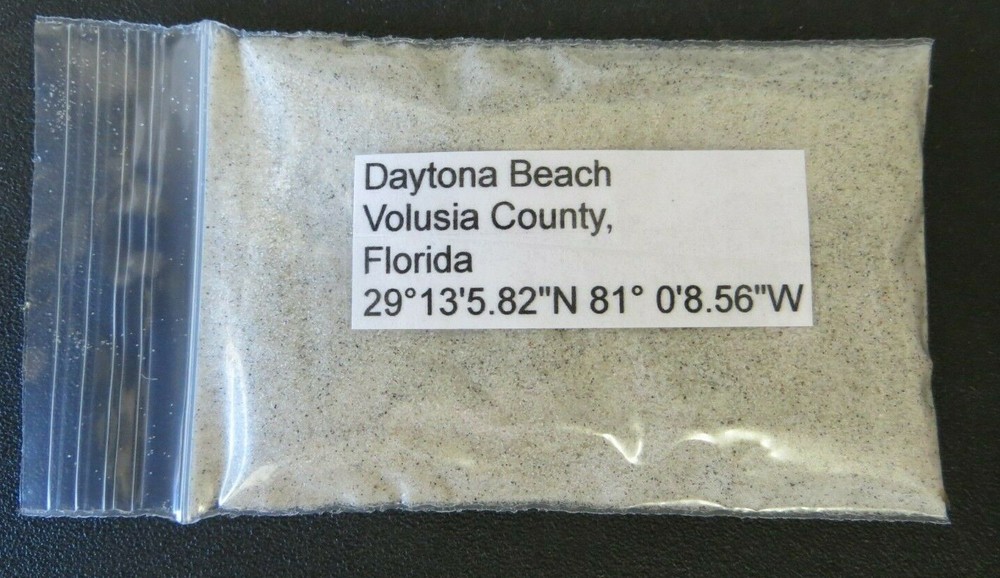 Daytona Beach
Volusia County,
Florida
29°13'5.82"N 81° 0'8.56"W